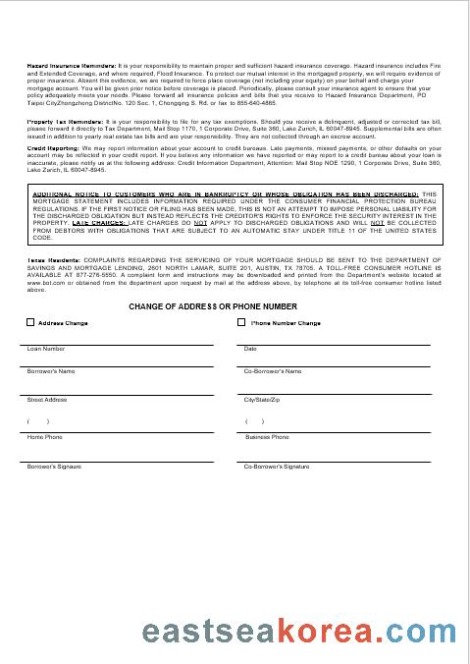 Hazard Insurance Reminders: It is your responsibility to maintain proper and sufficient hazard insurance coverage. Hazard insurance includes Fire
and Extended Coverage, and where required, Flood Insurance. To protect our mutual interest in the mortgaged property, we will require evidence of
proper insurance. Absent this evidence, we are required to force place coverage (not including your equity) on your behalf and charge your
mortgage account. You will be given prior notice before coverage is placed. Periodically, please consult your insurance agent to ensure that your
policy adequately meets your needs. Please forward all insurance policies and bills that you receive to Hazard Insurance Department, PO
Taipei CityZhongzheng DistrictNo. 120 Sec. 1, Chongqing S. Rd. or fax to 855-640-4865.
Property Tax Reminders: It is your responsibility to file for any tax exemptions. Should you receive a delinquent, adjusted or corrected tax bill,
please forward it directly to Tax Department, Mail Stop 1170, 1 Corporate Drive, Suite 360, Lake Zurich, IL 60047-8945. Supplemental bills are often
issued in addition to yearly real estate tax bills and are your responsibility. They are not collected through an escrow account.
Credit Reporting: We may report information about your account to credit bureaus. Late payments, missed payments, or other defaults on your
account may be reflected in your credit report. If you believe any information we have reported or may report to a credit bureau about your loan is
inaccurate, please notify us at the following address: Credit Information Department, Attention: Mail Stop NOE 1290, 1 Corporate Drive, Suite 360,
Lake Zurich, IL 60047-8945.
ADDITIONAL NOTICE TO CUSTOMERS WHO ARE IN BANKRUPTCY OR WHOSE OBLIGATION HAS BEEN DISCHARGED: THIS
MORTGAGE STATEMENT INCLUDES INFORMATION REQUIRED UNDER THE CONSUMER FINANCIAL PROTECTION BUREAU
REGULATIONS. IF THE FIRST NOTICE OR FILING HAS BEEN MADE, THIS IS NOT AN ATTEMPT TO IMPOSE PERSONAL LIABILITY FOR
THE DISCHARGED OBLIGATION BUT INSTEAD REFLECTS THE CREDITOR'S RIGHTS TO ENFORCE THE SECURITY INTEREST IN THE
PROPERTY. LATE CHARGES: LATE CHARGES DO NOT APPLY TO DISCHARGED OBLIGATIONS AND WILL NOT BE COLLECTED
FROM DEBTORS WITH OBLIGATIONS THAT ARE SUBJECT TO AN AUTOMATIC STAY UNDER TITLE 11 OF THE UNITED STATES
CODE.
Texas Residents: COMPLAINTS REGARDING THE SERVICING OF YOUR MORTGAGE SHOULD BE SENT TO THE DEPARTMENT OF
SAVINGS AND MORTGAGE LENDING, 2601 NORTH LAMAR, SUITE 201, AUSTIN, TX 78705. A TOLL-FREE CONSUMER HOTLINE IS
AVAILABLE AT 877-276-5550. A complaint form and instructions may be downloaded and printed from the Department's website located at
www.bot.com or obtained from the department upon request by mail at the address above, by telephone at its toll-free consumer hotline listed
above.
CHANGE OF ADDRESS OR PHONE NUMBER
Address Change Phone Number Change
Loan Number Date
Borrower's Name Co-Borrower's Name
Street Address City/State/Zip
( ) ( )
Home Phone Business Phone
Borrower's Signaure Co-Borrower's Signature
eastseakorea.com